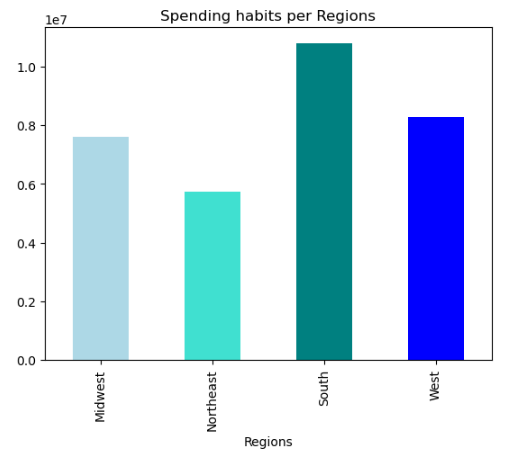 Spending habits per Regions
1e7
1.0
0.8
0.6
0.4
0.2
0.0
Midwest
Northeast
South
West
Regions